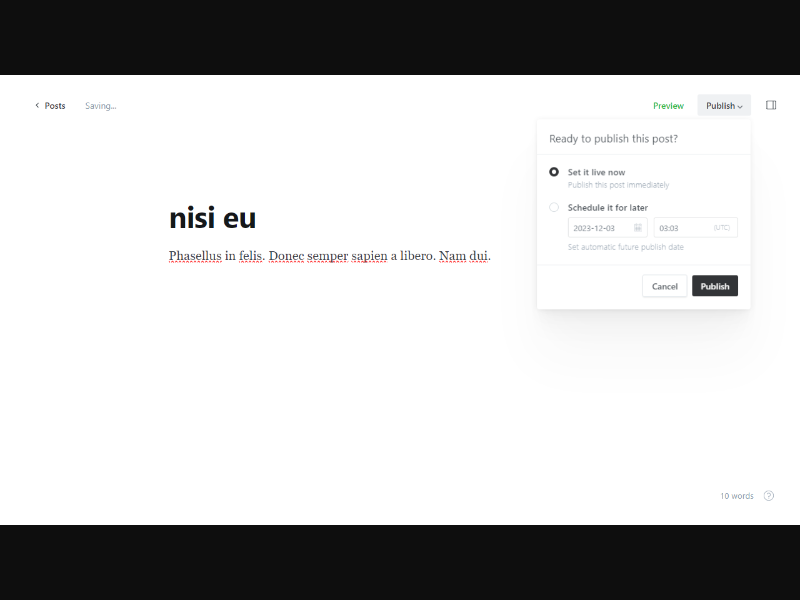 Posts
Saving...
Preview
Publish
Ready to publish this post?
Set it live now
Publish this post immediately
Schedule it for later
2023-12-03
03:03
(UTC)
Set automatic future publish date
Cancel
Publish
nisi eu
Phasellus in felis. Donec semper sapien a libero. Nam dui.
10 words
?